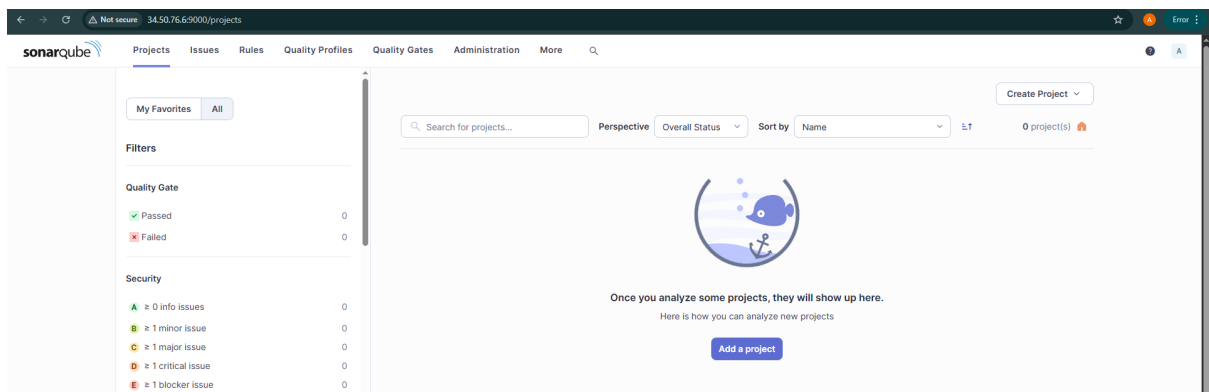 Not secure 34.50.76.6:9000/projects A Error
sonarqube Projects Issues Rules Quality Profiles Quality Gates Administration More ? A
My Favorites All
Create Project
Search for projects... Perspective Overall Status Sort by Name 0 project(s)
Filters
Quality Gate
Passed 0
Failed 0
Security
A ≥ 0 info issues 0
B ≥ 1 minor issue 0
C ≥ 1 major issue 0
D ≥ 1 critical issue 0
E ≥ 1 blocker issue 0
Once you analyze some projects, they will show up here.
Here is how you can analyze new projects
Add a project